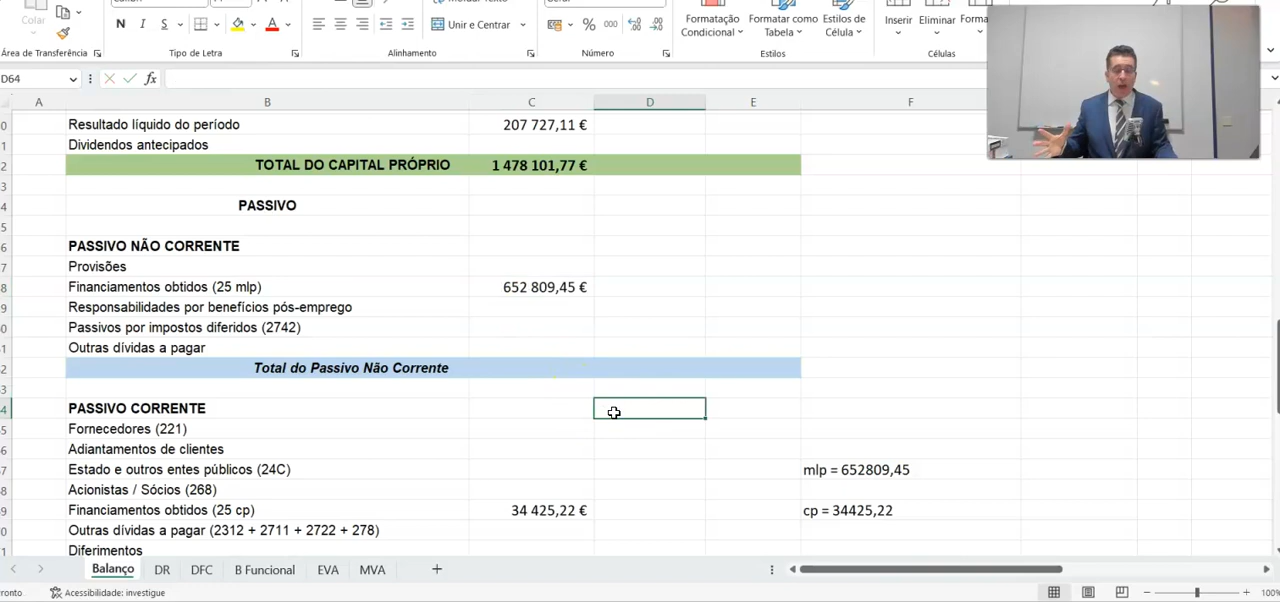 Colar
Unir e Centrar
Formatação Condicional
Formatar como Tabela
Estilos de Célula
Inserir
Eliminar
Área de Transferência
Tipo de Letra
Alinhamento
Número
Estilos
Células
D64
fx
A B C D E F
Resultado líquido do período 207 727,11 €
Dividendos antecipados
TOTAL DO CAPITAL PRÓPRIO 1 478 101,77 €
PASSIVO
PASSIVO NÃO CORRENTE
Provisões
Financiamentos obtidos (25 mlp) 652 809,45 €
Responsabilidades por benefícios pós-emprego
Passivos por impostos diferidos (2742)
Outras dívidas a pagar
Total do Passivo Não Corrente
PASSIVO CORRENTE
Fornecedores (221)
Adiantamentos de clientes
Estado e outros entes públicos (24C) mlp = 652809,45
Acionistas / Sócios (268)
Financiamentos obtidos (25 cp) 34 425,22 € cp = 34425,22
Outras dívidas a pagar (2312 + 2711 + 2722 + 278)
Diferimentos
Balanço DR DFC B Funcional EVA MVA
Acessibilidade: investigue
100%